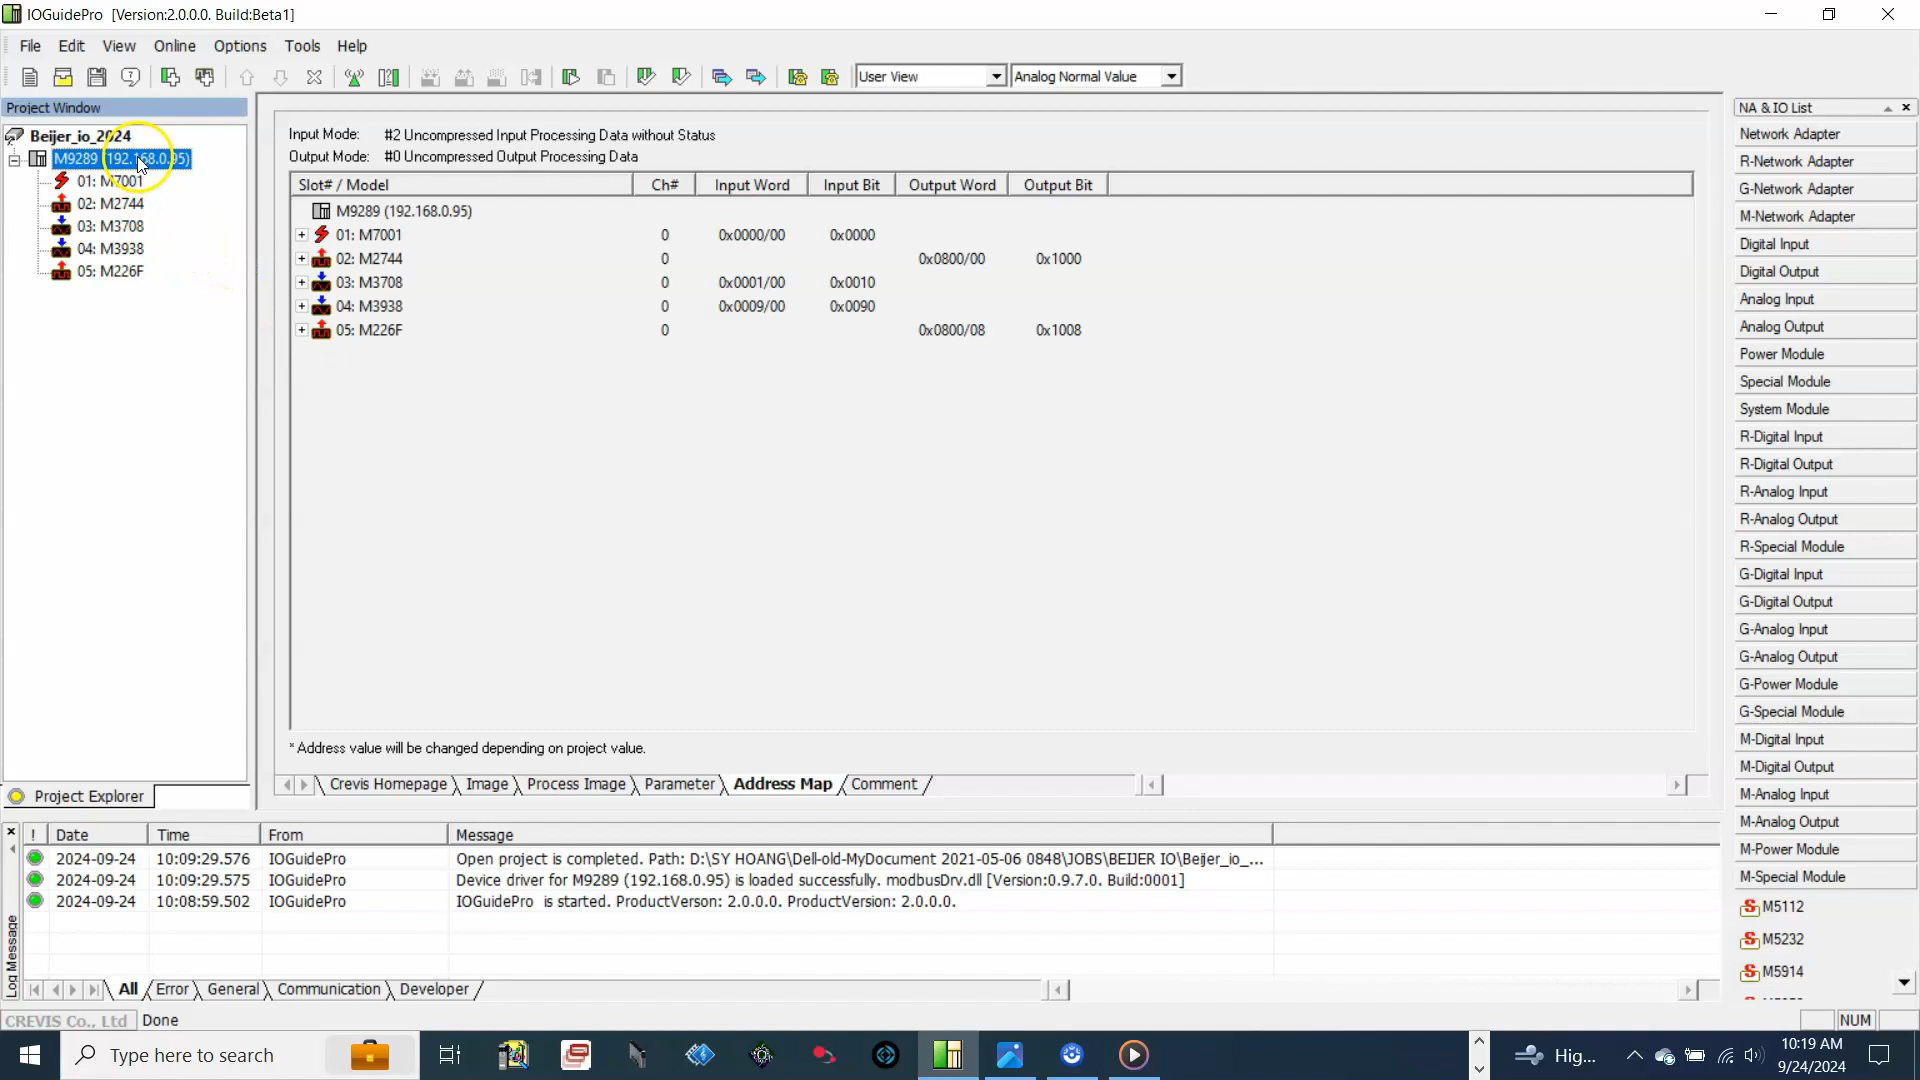 IOGuidePro [Version:2.0.0.0. Build:Beta1]
File Edit View Online Options Tools Help
User View Analog Normal Value
Project Window
Beijer_io_2024
M9289 (192.168.0.95)
01: M7001
02: M2744
03: M3708
04: M3938
05: M226F
Project Explorer
Input Mode: #2 Uncompressed Input Processing Data without Status
Output Mode: #0 Uncompressed Output Processing Data
Slot# / Model Ch# Input Word Input Bit Output Word Output Bit
M9289 (192.168.0.95)
01: M7001 0 0x0000/00 0x0000
02: M2744 0 0x0800/00 0x1000
03: M3708 0 0x0001/00 0x0010
04: M3938 0 0x0009/00 0x0090
05: M226F 0 0x0800/08 0x1008
* Address value will be changed depending on project value.
Crevis Homepage Image Process Image Parameter Address Map Comment
NA & IO List
Network Adapter
R-Network Adapter
G-Network Adapter
M-Network Adapter
Digital Input
Digital Output
Analog Input
Analog Output
Power Module
Special Module
System Module
R-Digital Input
R-Digital Output
R-Analog Input
R-Analog Output
R-Special Module
G-Digital Input
G-Digital Output
G-Analog Input
G-Analog Output
G-Power Module
G-Special Module
M-Digital Input
M-Digital Output
M-Analog Input
M-Analog Output
M-Power Module
M-Special Module
M5112
M5232
M5914
! Date Time From Message
2024-09-24 10:09:29.576 IOGuidePro Open project is completed. Path: D:\SY HOANG\Dell-old-MyDocument 2021-05-06 0848\JOBS\BEIJER IO\Beijer_io_...
2024-09-24 10:09:29.575 IOGuidePro Device driver for M9289 (192.168.0.95) is loaded successfully. modbusDrv.dll [Version:0.9.7.0. Build:0001]
2024-09-24 10:08:59.502 IOGuidePro IOGuidePro is started. ProductVerson: 2.0.0.0. ProductVersion: 2.0.0.0.
Log Message
All Error General Communication Developer
CREVIS Co., Ltd Done NUM
Type here to search
Hig...
10:19 AM
9/24/2024